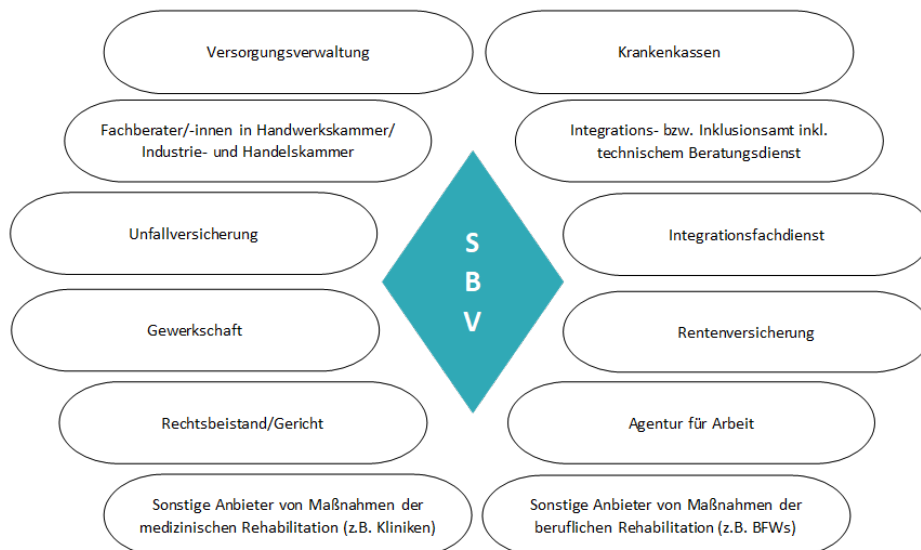 Versorgungsverwaltung
Krankenkassen
Fachberater/-innen in Handwerkskammer/
Industrie- und Handelskammer
Integrations- bzw. Inklusionsamt inkl.
technischem Beratungsdienst
Unfallversicherung
Integrationsfachdienst
S
B
V
Gewerkschaft
Rentenversicherung
Rechtsbeistand/Gericht
Agentur für Arbeit
Sonstige Anbieter von Maßnahmen der
medizinischen Rehabilitation (z.B. Kliniken)
Sonstige Anbieter von Maßnahmen der
beruflichen Rehabilitation (z.B. BFWs)